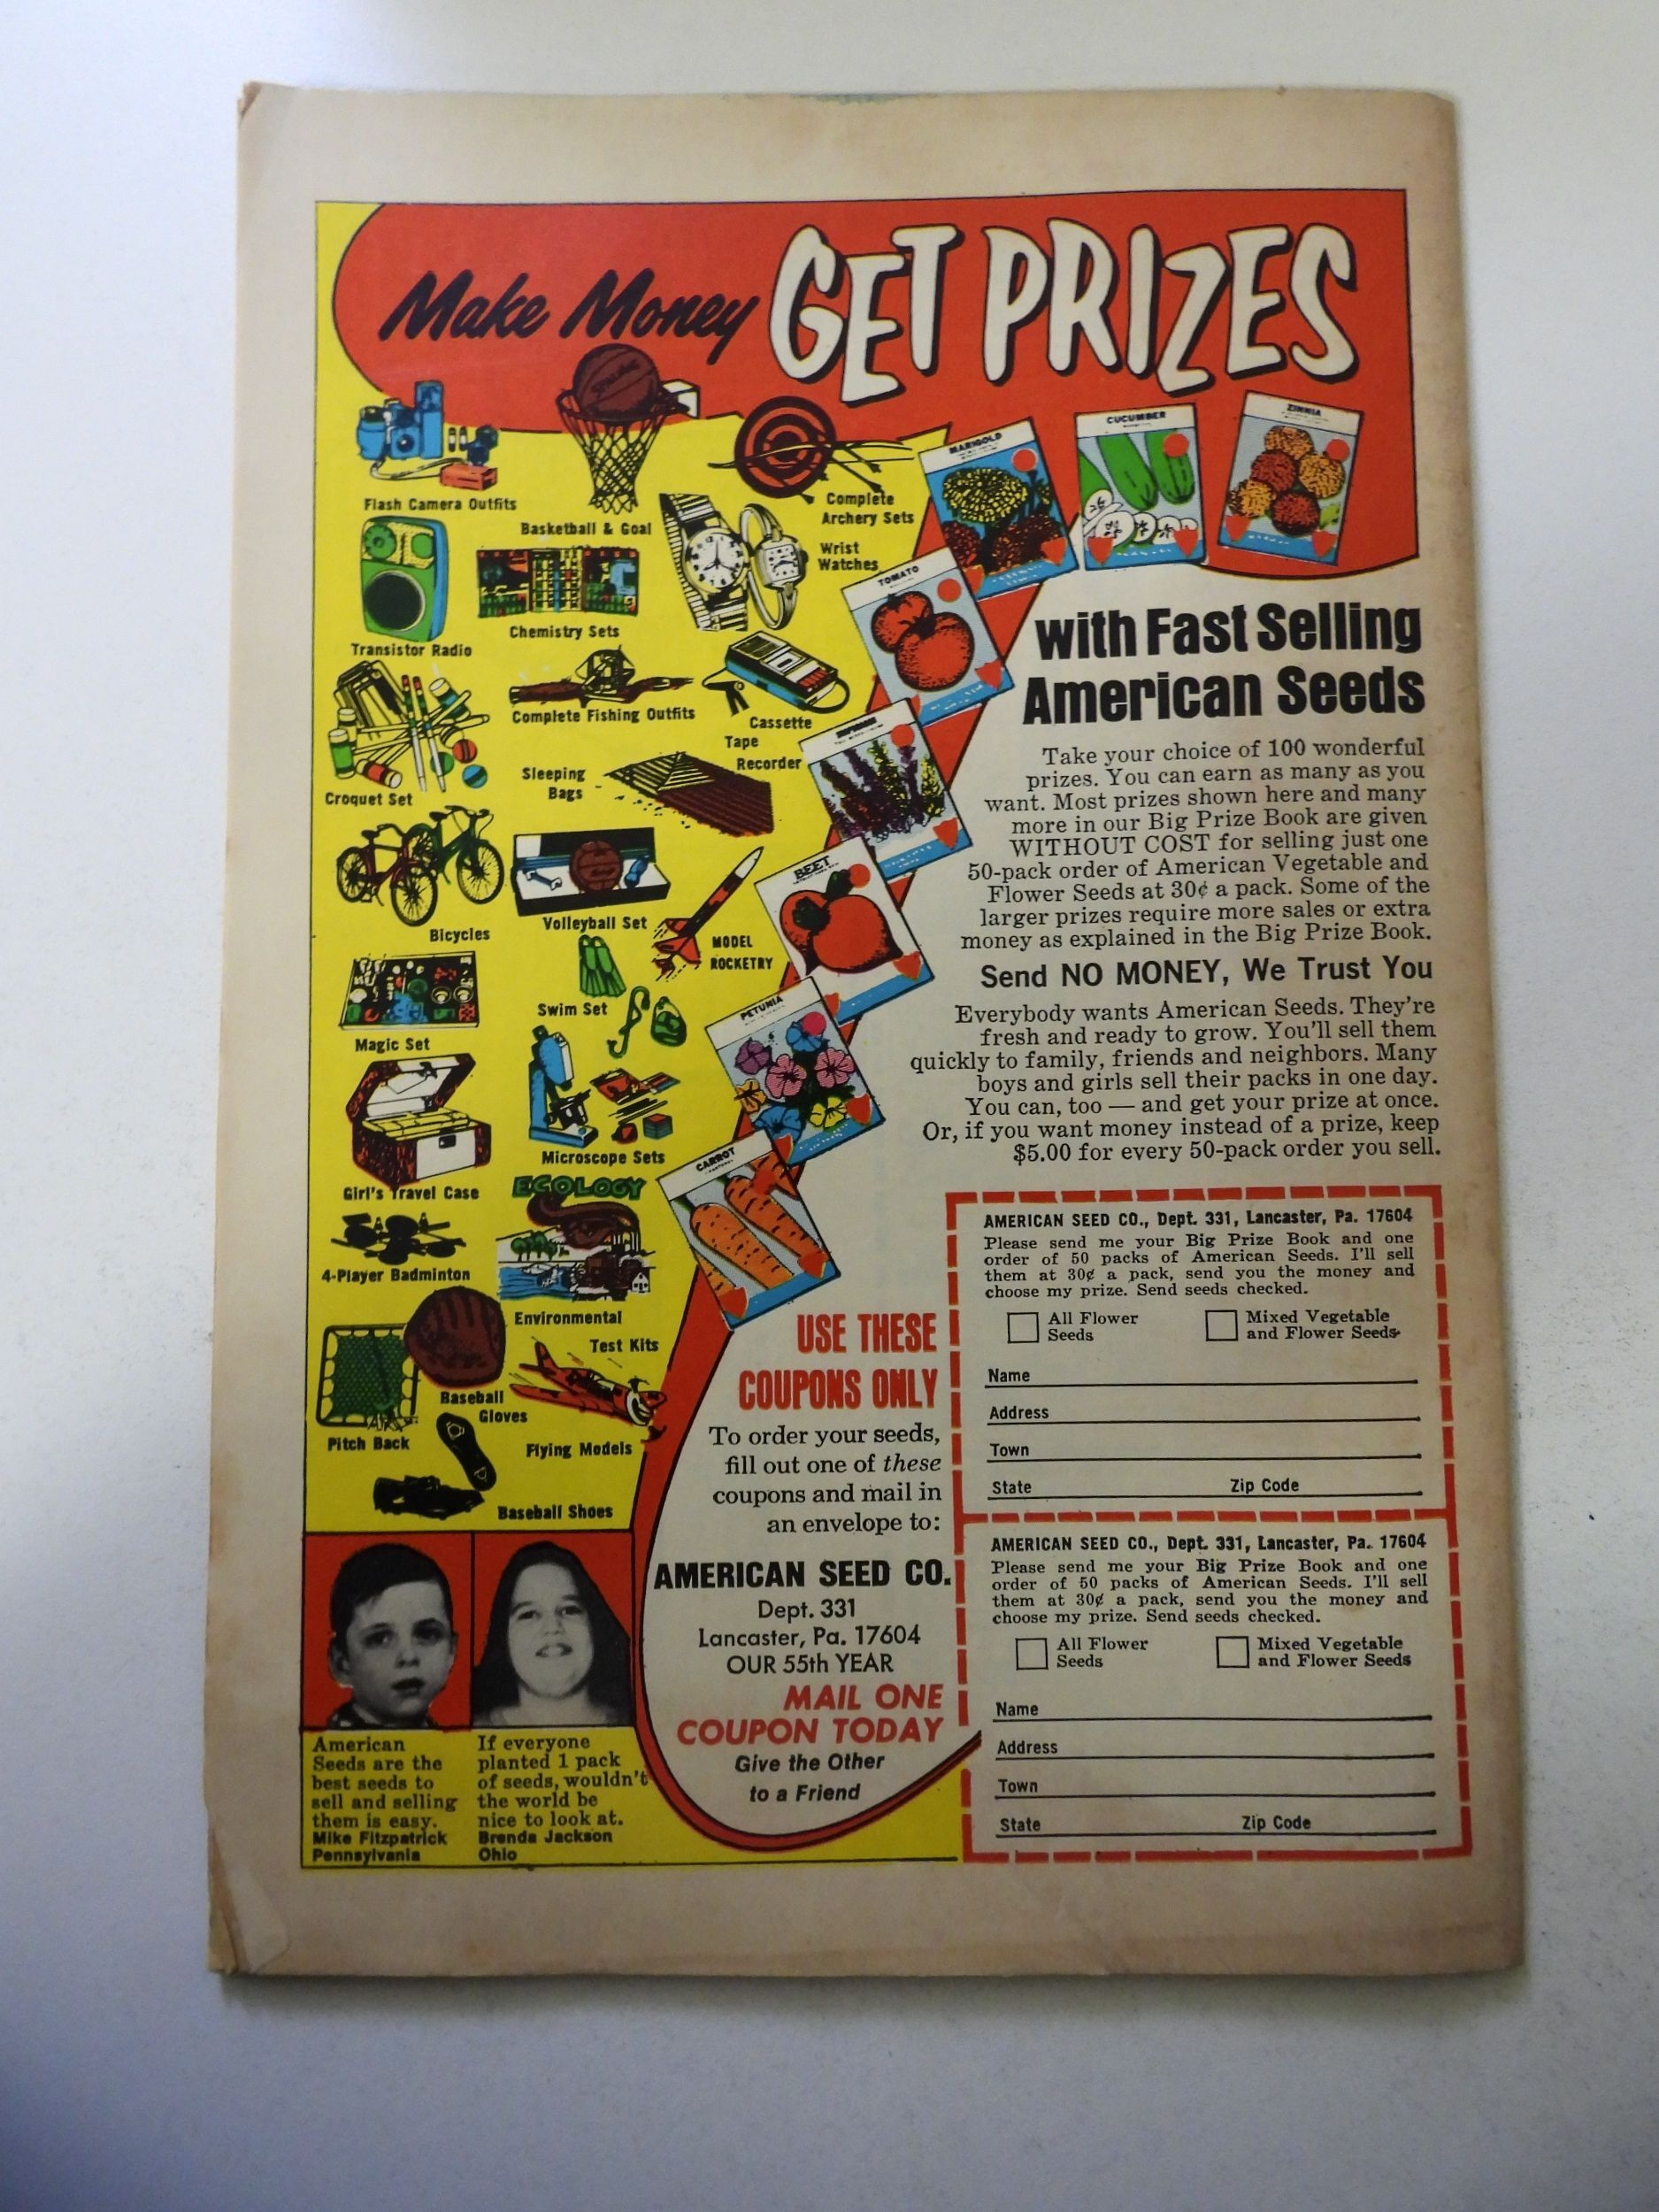 Make Money GET PRIZES
Flash Camera Outfits
Basketball & Goal
SPALDING
Complete
Archery Sets
Wrist
Watches
Transistor Radio
Chemistry Sets
Complete Fishing Outfits
Cassette
Tape
Recorder
Croquet Set
Sleeping
Bags
Bicycles
Volleyball Set
MODEL
ROCKETRY
Magic Set
Swim Set
Girl's Travel Case
Microscope Sets
ECOLOGY
4-Player Badminton
Environmental
Test Kits
Pitch Back
Baseball
Gloves
Flying Models
Baseball Shoes
MARIGOLD
CUCUMBER
ZINNIA
TOMATO
BEET
PETUNIA
CARROT
with Fast Selling
American Seeds
Take your choice of 100 wonderful
prizes. You can earn as many as you
want. Most prizes shown here and many
more in our Big Prize Book are given
WITHOUT COST for selling just one
50-pack order of American Vegetable and
Flower Seeds at 30¢ a pack. Some of the
larger prizes require more sales or extra
money as explained in the Big Prize Book.
Send NO MONEY, We Trust You
Everybody wants American Seeds. They're
fresh and ready to grow. You'll sell them
quickly to family, friends and neighbors. Many
boys and girls sell their packs in one day.
You can, too — and get your prize at once.
Or, if you want money instead of a prize, keep
$5.00 for every 50-pack order you sell.
USE THESE
COUPONS ONLY
To order your seeds,
fill out one of these
coupons and mail in
an envelope to:
AMERICAN SEED CO.
Dept. 331
Lancaster, Pa. 17604
OUR 55th YEAR
MAIL ONE
COUPON TODAY
Give the Other
to a Friend
AMERICAN SEED CO., Dept. 331, Lancaster, Pa. 17604
Please send me your Big Prize Book and one
order of 50 packs of American Seeds. I'll sell
them at 30¢ a pack, send you the money and
choose my prize. Send seeds checked.
All Flower
Seeds
Mixed Vegetable
and Flower Seeds
Name
Address
Town
State Zip Code
AMERICAN SEED CO., Dept. 331, Lancaster, Pa. 17604
Please send me your Big Prize Book and one
order of 50 packs of American Seeds. I'll sell
them at 30¢ a pack, send you the money and
choose my prize. Send seeds checked.
All Flower
Seeds
Mixed Vegetable
and Flower Seeds
Name
Address
Town
State Zip Code
American
Seeds are the
best seeds to
sell and selling
them is easy.
Mike Fitzpatrick
Pennsylvania
If everyone
planted 1 pack
of seeds, wouldn't
the world be
nice to look at.
Brenda Jackson
Ohio